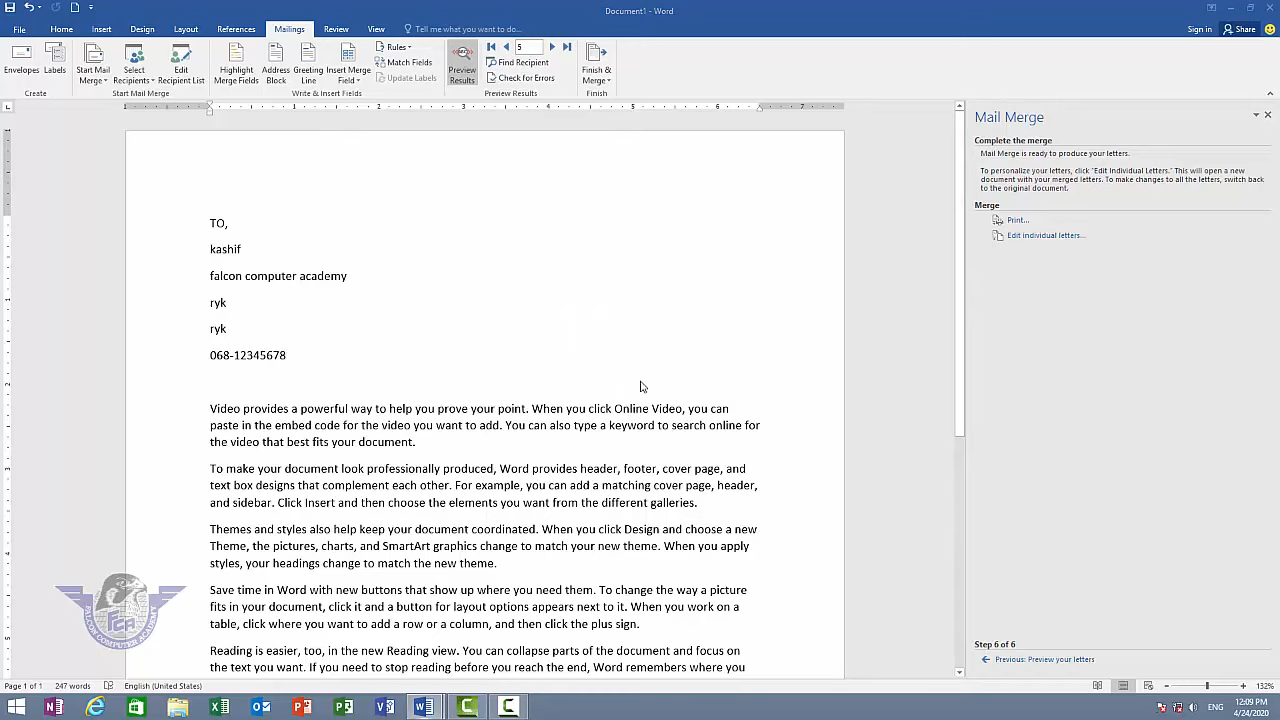 Document1 - Word
File Home Insert Design Layout References Mailings Review View Tell me what you want to do... Sign in Share
Envelopes Labels
Create
Start Mail Merge
Select Recipients
Edit Recipient List
Start Mail Merge
Highlight Merge Fields
Address Block
Greeting Line
Insert Merge Field
Rules
Match Fields
Update Labels
Write & Insert Fields
Preview Results
5
Find Recipient
Check for Errors
Preview Results
Finish & Merge
Finish
1 1 2 3 4 5 6 7
TO,
kashif
falcon computer academy
ryk
ryk
068-12345678
Video provides a powerful way to help you prove your point. When you click Online Video, you can
paste in the embed code for the video you want to add. You can also type a keyword to search online for
the video that best fits your document.
To make your document look professionally produced, Word provides header, footer, cover page, and
text box designs that complement each other. For example, you can add a matching cover page, header,
and sidebar. Click Insert and then choose the elements you want from the different galleries.
Themes and styles also help keep your document coordinated. When you click Design and choose a new
Theme, the pictures, charts, and SmartArt graphics change to match your new theme. When you apply
styles, your headings change to match the new theme.
Save time in Word with new buttons that show up where you need them. To change the way a picture
fits in your document, click it and a button for layout options appears next to it. When you work on a
table, click where you want to add a row or a column, and then click the plus sign.
Reading is easier, too, in the new Reading view. You can collapse parts of the document and focus on
the text you want. If you need to stop reading before you reach the end, Word remembers where you
Mail Merge
Complete the merge
Mail Merge is ready to produce your letters.
To personalize your letters, click "Edit Individual Letters." This will open a new
document with your merged letters. To make changes to all the letters, switch back
to the original document.
Merge
Print...
Edit individual letters...
Step 6 of 6
Previous: Preview your letters
FCA
FALCON COMPUTER ACADEMY
Page 1 of 1 247 words English (United States) 132%
ENG
12:09 PM
4/24/2020